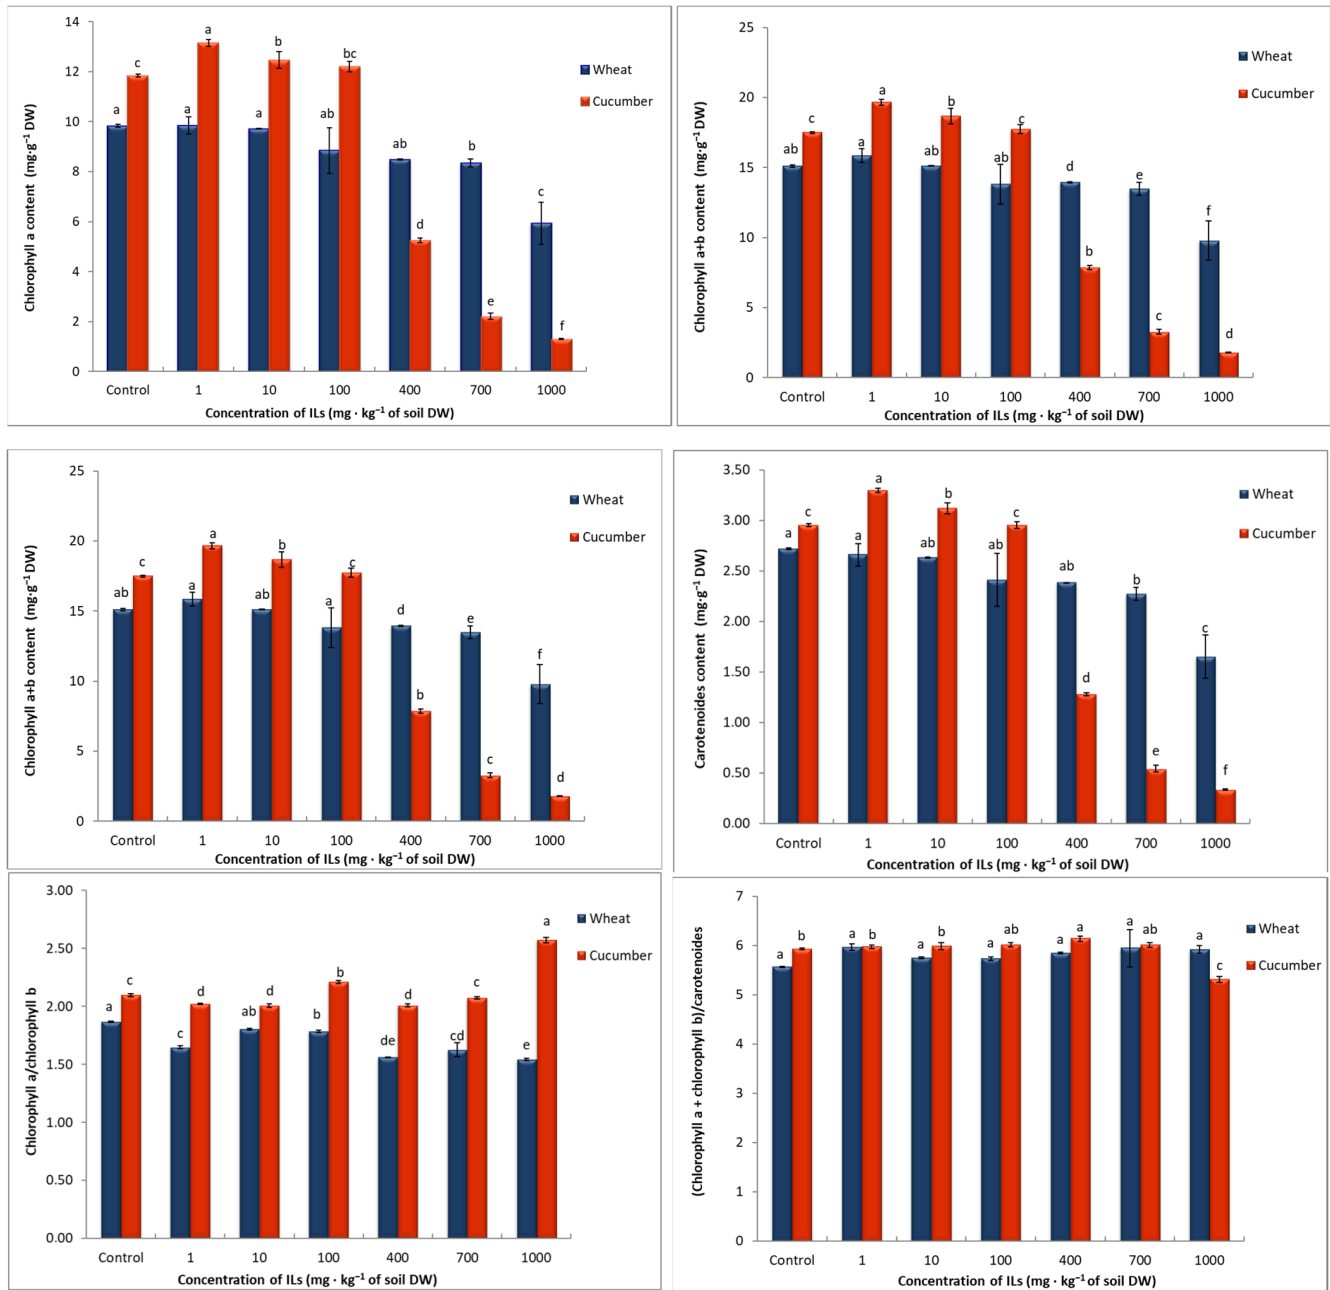 14
12
10
8
6
4
2
0
Chlorophyll a content (mg·g⁻¹ DW)
a c a a a b ab bc ab d b e c f
Wheat
Cucumber
Control 1 10 100 400 700 1000
Concentration of ILs (mg · kg⁻¹ of soil DW)
25
20
15
10
5
0
Chlorophyll a+b content (mg·g⁻¹ DW)
ab c a a ab b ab c d b e c f d
Wheat
Cucumber
Control 1 10 100 400 700 1000
Concentration of ILs (mg · kg⁻¹ of soil DW)
25
20
15
10
5
0
Chlorophyll a+b content (mg·g⁻¹ DW)
ab c a a ab b a c d b e c f d
Wheat
Cucumber
Control 1 10 100 400 700 1000
Concentration of ILs (mg · kg⁻¹ of soil DW)
3.50
3.00
2.50
2.00
1.50
1.00
0.50
0.00
Carotenoides content (mg·g⁻¹ DW)
a c a a ab b ab c ab d b e c f
Wheat
Cucumber
Control 1 10 100 400 700 1000
Concentration of ILs (mg · kg⁻¹ of soil DW)
3.00
2.50
2.00
1.50
1.00
0.50
0.00
Chlorophyll a/chlorophyll b
a c c d ab d b b de d cd c e a
Wheat
Cucumber
Control 1 10 100 400 700 1000
Concentration of ILs (mg · kg⁻¹ of soil DW)
7
6
5
4
3
2
1
0
(Chlorophyll a + chlorophyll b)/carotenoides
a b a b a b a ab a a a ab a c
Wheat
Cucumber
Control 1 10 100 400 700 1000
Concentration of ILs (mg · kg⁻¹ of soil DW)